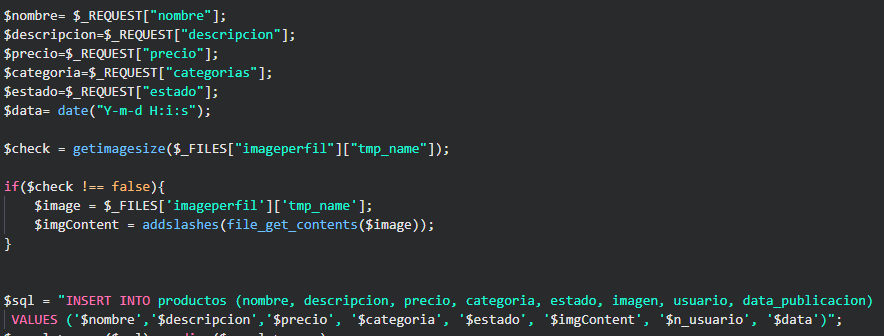 $nombre= $_REQUEST["nombre"];
$descripcion=$_REQUEST["descripcion"];
$precio=$_REQUEST["precio"];
$categoria=$_REQUEST["categorias"];
$estado=$_REQUEST["estado"];
$data= date("Y-m-d H:i:s");
$check = getimagesize($_FILES["imageperfil"]["tmp_name"]);
if($check !== false){
$image = $_FILES['imageperfil']['tmp_name'];
$imgContent = addslashes(file_get_contents($image));
}
$sql = "INSERT INTO productos (nombre, descripcion, precio, categoria, estado, imagen, usuario, data_publicacion)
VALUES ('$nombre','$descripcion','$precio', '$categoria', '$estado', '$imgContent', '$n_usuario', '$data')";